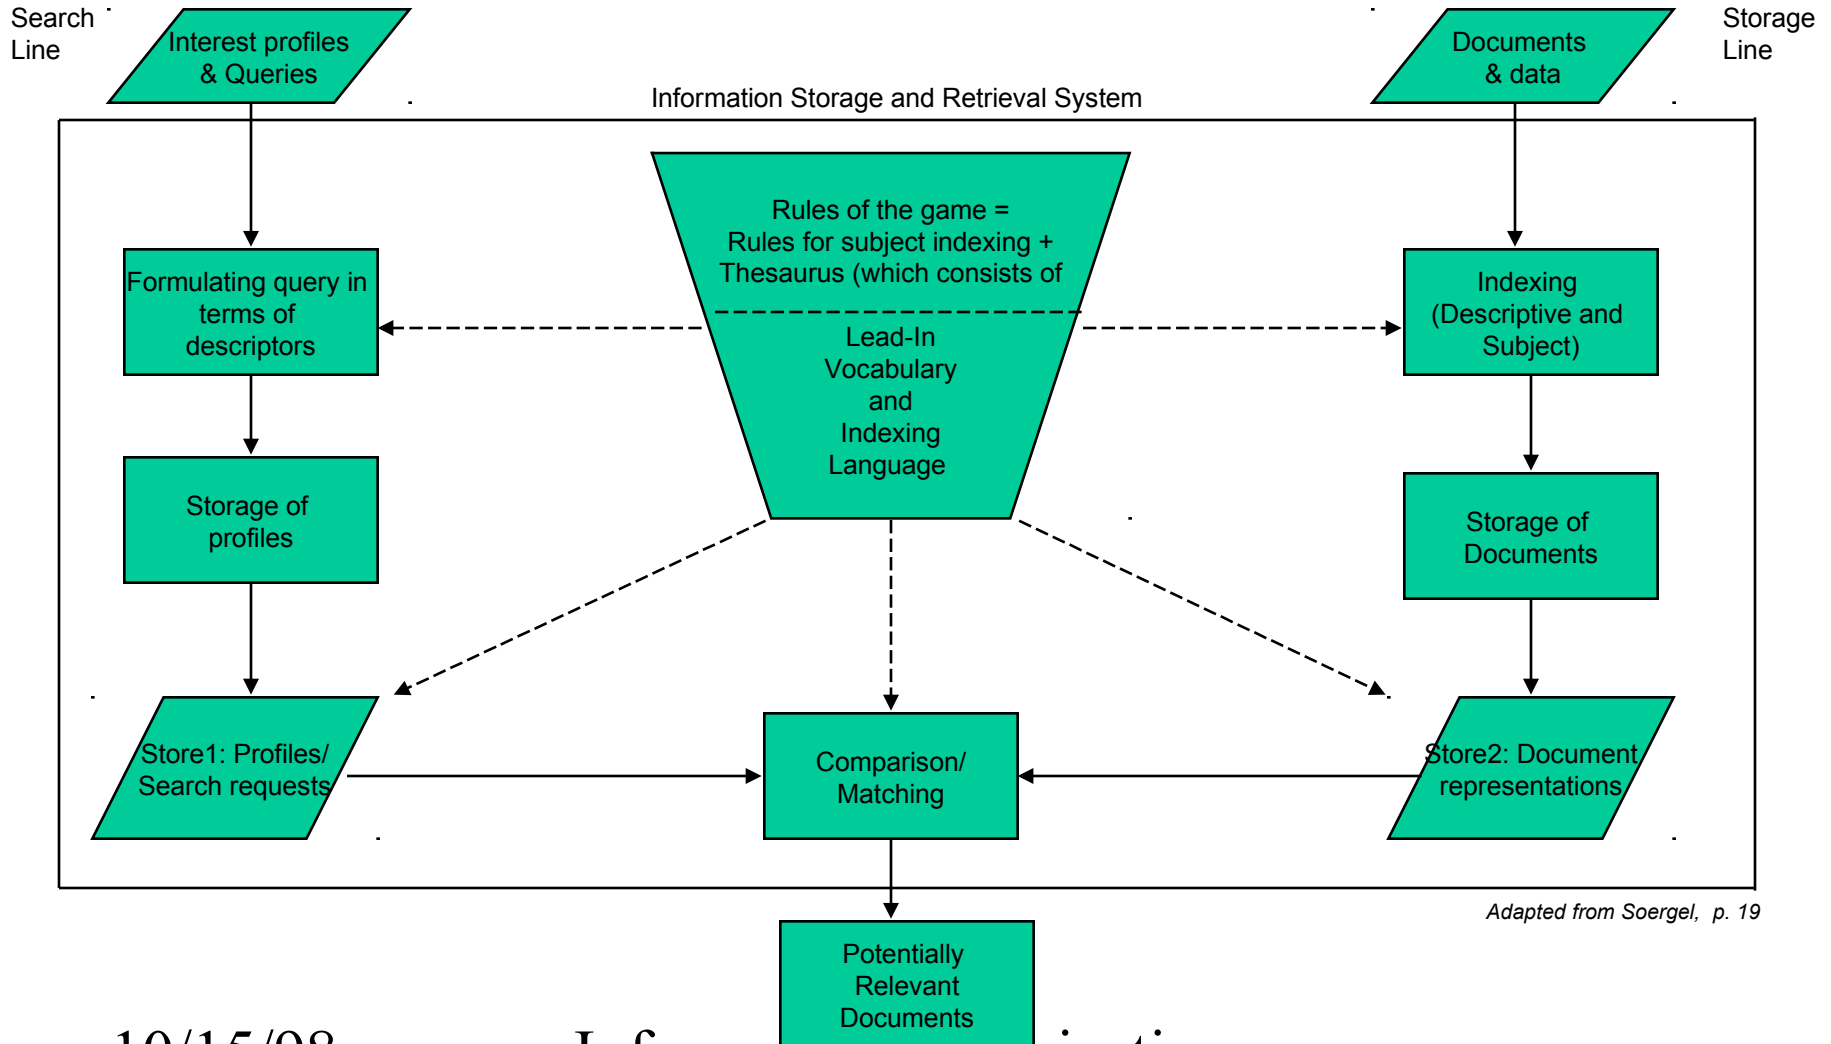 Search
Line
Interest profiles
& Queries
Documents
& data
Storage
Line
Information Storage and Retrieval System
Rules of the game =
Rules for subject indexing +
Thesaurus (which consists of
Lead-In
Vocabulary
and
Indexing
Language
Formulating query in
terms of
descriptors
Indexing
(Descriptive and
Subject)
Storage of
profiles
Storage of
Documents
Store1: Profiles/
Search requests
Comparison/
Matching
Store2: Document
representations
Adapted from Soergel, p. 19
Potentially
Relevant
Documents
10/15/98